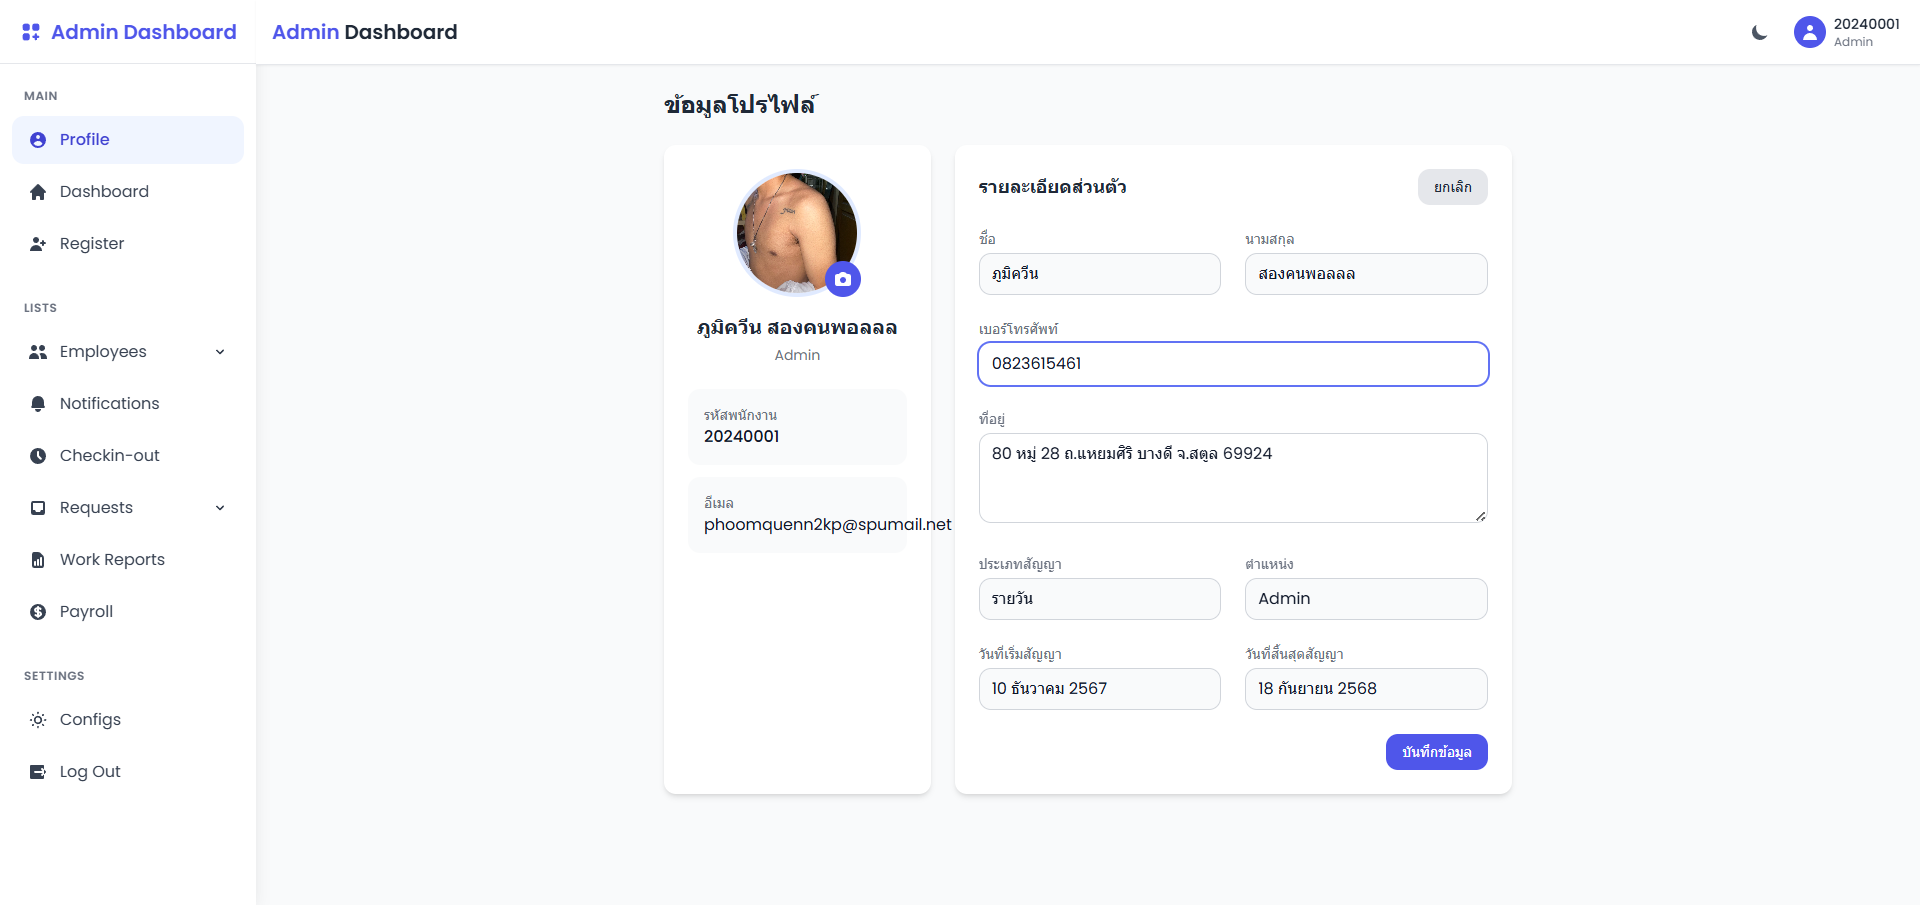 Admin Dashboard
Admin Dashboard
20240001
Admin
MAIN
Profile
Dashboard
Register
LISTS
Employees
Notifications
Checkin-out
Requests
Work Reports
Payroll
SETTINGS
Configs
Log Out
ข้อมูลโปรไฟล์
ภูมิควีน สองคนพอลลล
Admin
รหัสพนักงาน
20240001
อีเมล
phoomquenn2kp@spumail.net
รายละเอียดส่วนตัว
ยกเลิก
ชื่อ
นามสกุล
ภูมิควีน
สองคนพอลลล
เบอร์โทรศัพท์
0823615461
ที่อยู่
80 หมู่ 28 ถ.แหยมศิริ บางดี จ.สตูล 69924
ประเภทสัญญา
ตำแหน่ง
รายวัน
Admin
วันที่เริ่มสัญญา
วันที่สิ้นสุดสัญญา
10 ธันวาคม 2567
18 กันยายน 2568
บันทึกข้อมูล